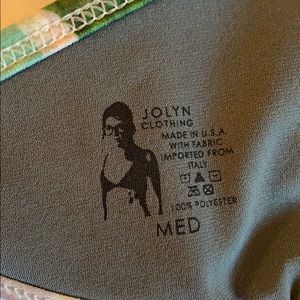 JOLYN
CLOTHING
MADE IN U.S.A
WITH FABRIC
IMPORTED FROM
ITALY
100% POLYESTER
MED